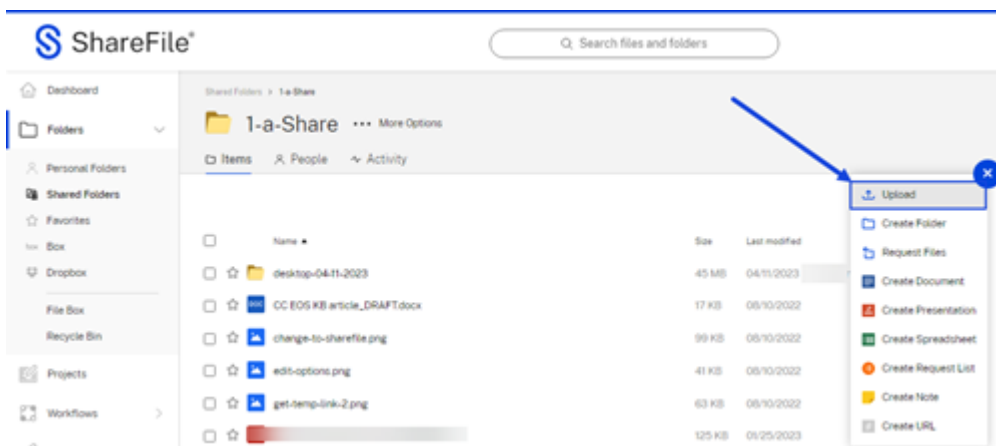 ShareFile®
Search files and folders
Dashboard
Folders
Personal Folders
Shared Folders
Favorites
box Box
Dropbox
File Box
Recycle Bin
Projects
Workflows
Shared Folders > 1-a-Share
1-a-Share ••• More Options
Items People Activity
Name Size Last modified
desktop-04-11-2023 45 MB 04/11/2023
DOC CC EOS KB article_DRAFT.docx 17 KB 08/10/2022
change-to-sharefile.png 99 KB 08/10/2022
edit-options.png 41 KB 08/10/2022
get-temp-link-2.png 63 KB 08/10/2022
125 KB 01/25/2023
Upload
Create Folder
Request Files
Create Document
Create Presentation
Create Spreadsheet
Create Request List
Create Note
Create URL